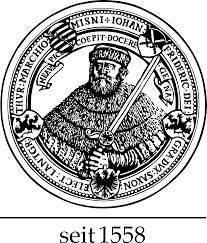 MISNI + IOHAN
FRIDERIC · DEI
GRA · DVX · SAXON ·
ELECT · LANTGR ·
THVR · MARCHIO
COEPIT DOCERE
seit 1558